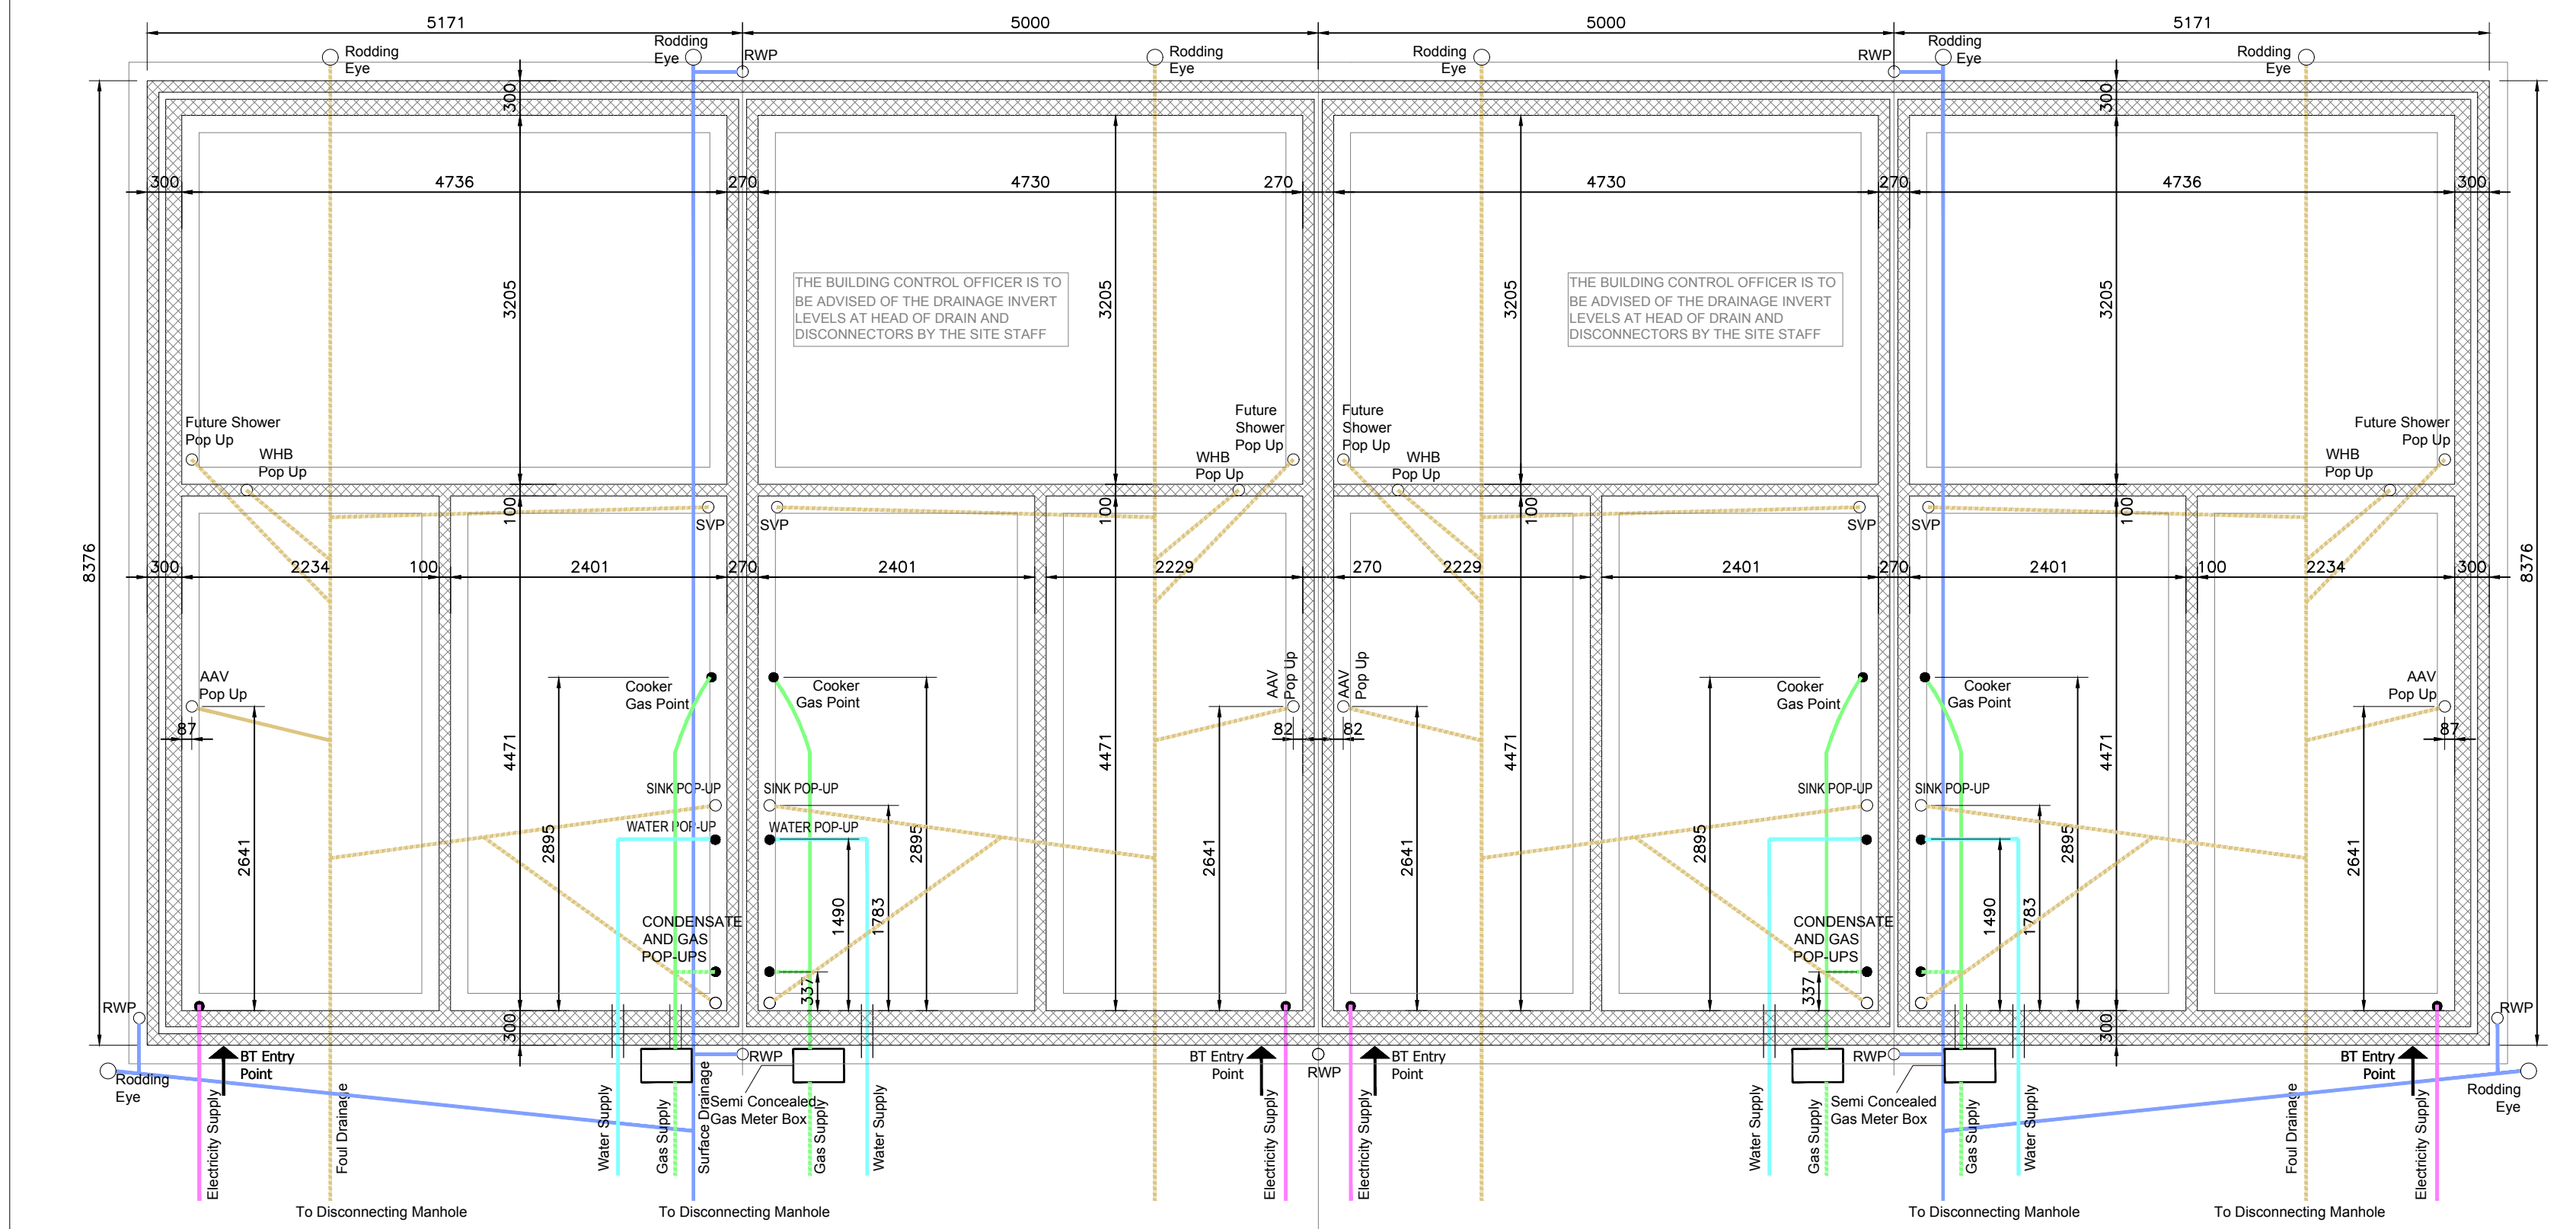 5171
5000
5000
5171
Rodding
Eye
Rodding
Eye
RWP
Rodding
Eye
Rodding
Eye
RWP
Rodding
Eye
Rodding
Eye
300
300
300
4736
270
4730
270
4730
270
4736
300
3205
3205
3205
3205
THE BUILDING CONTROL OFFICER IS TO
BE ADVISED OF THE DRAINAGE INVERT
LEVELS AT HEAD OF DRAIN AND
DISCONNECTORS BY THE SITE STAFF
THE BUILDING CONTROL OFFICER IS TO
BE ADVISED OF THE DRAINAGE INVERT
LEVELS AT HEAD OF DRAIN AND
DISCONNECTORS BY THE SITE STAFF
Future Shower
Pop Up
WHB
Pop Up
Future
Shower
Pop Up
WHB
Pop Up
Future
Shower
Pop Up
WHB
Pop Up
Future Shower
Pop Up
WHB
Pop Up
100
SVP
SVP
100
100
SVP
SVP
100
8376
300
2234
100
2401
270
2401
2229
270
2229
2401
270
2401
100
2234
300
8376
AAV
Pop Up
87
2641
4471
2895
Cooker
Gas Point
Cooker
Gas Point
SINK POP-UP
SINK POP-UP
WATER POP-UP
WATER POP-UP
2895
1490
1783
337
CONDENSATE
AND GAS
POP-UPS
4471
2641
AAV
Pop Up
82
82
AAV
Pop Up
2641
4471
2895
Cooker
Gas Point
Cooker
Gas Point
SINK POP-UP
SINK POP-UP
CONDENSATE
AND GAS
POP-UPS
337
1490
1783
2895
4471
2641
AAV
Pop Up
87
300
300
RWP
Rodding
Eye
BT Entry
Point
Electricity Supply
Foul Drainage
Water Supply
Gas Supply
Surface Drainage
RWP
Semi Concealed
Gas Meter Box
Gas Supply
Water Supply
BT Entry
Point
Electricity Supply
RWP
Electricity Supply
BT Entry
Point
Water Supply
Gas Supply
RWP
Semi Concealed
Gas Meter Box
Gas Supply
Water Supply
Foul Drainage
BT Entry
Point
Electricity Supply
RWP
Rodding
Eye
To Disconnecting Manhole
To Disconnecting Manhole
To Disconnecting Manhole
To Disconnecting Manhole